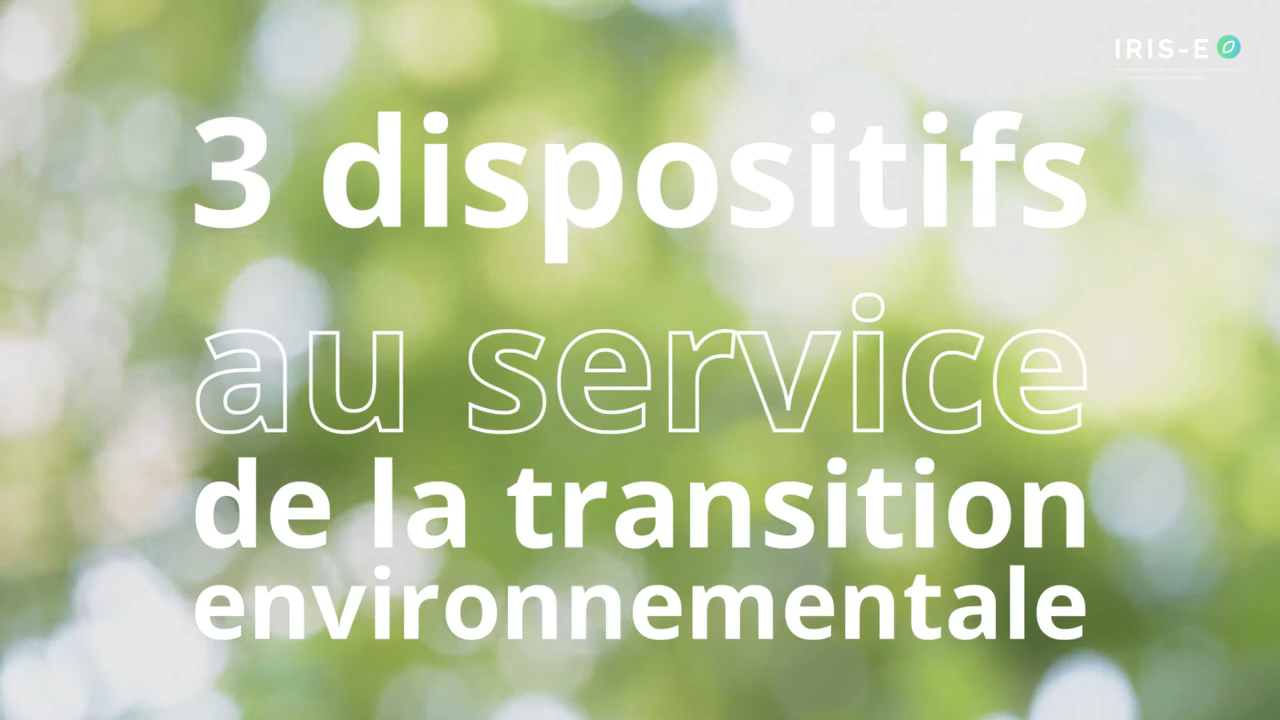 IRIS-E
3 dispositifs
au service
de la transition
environnementale